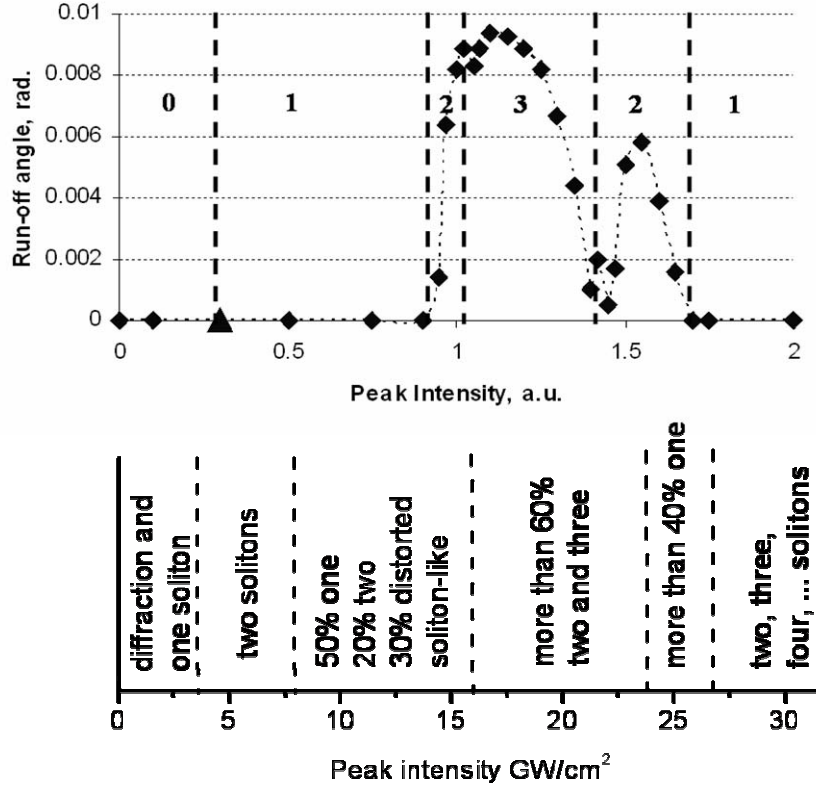 0.01
0.008
0.006
0.004
0.002
0
Run-off angle, rad.
0 1 2 3 2 1
0 0.5 1 1.5 2
Peak Intensity, a.u.
diffraction and
one soliton
two solitons
50% one
20% two
30% distorted
soliton-like
more than 60%
two and three
more than 40% one
two, three,
four, ... solitons
0 5 10 15 20 25 30
Peak intensity GW/cm²